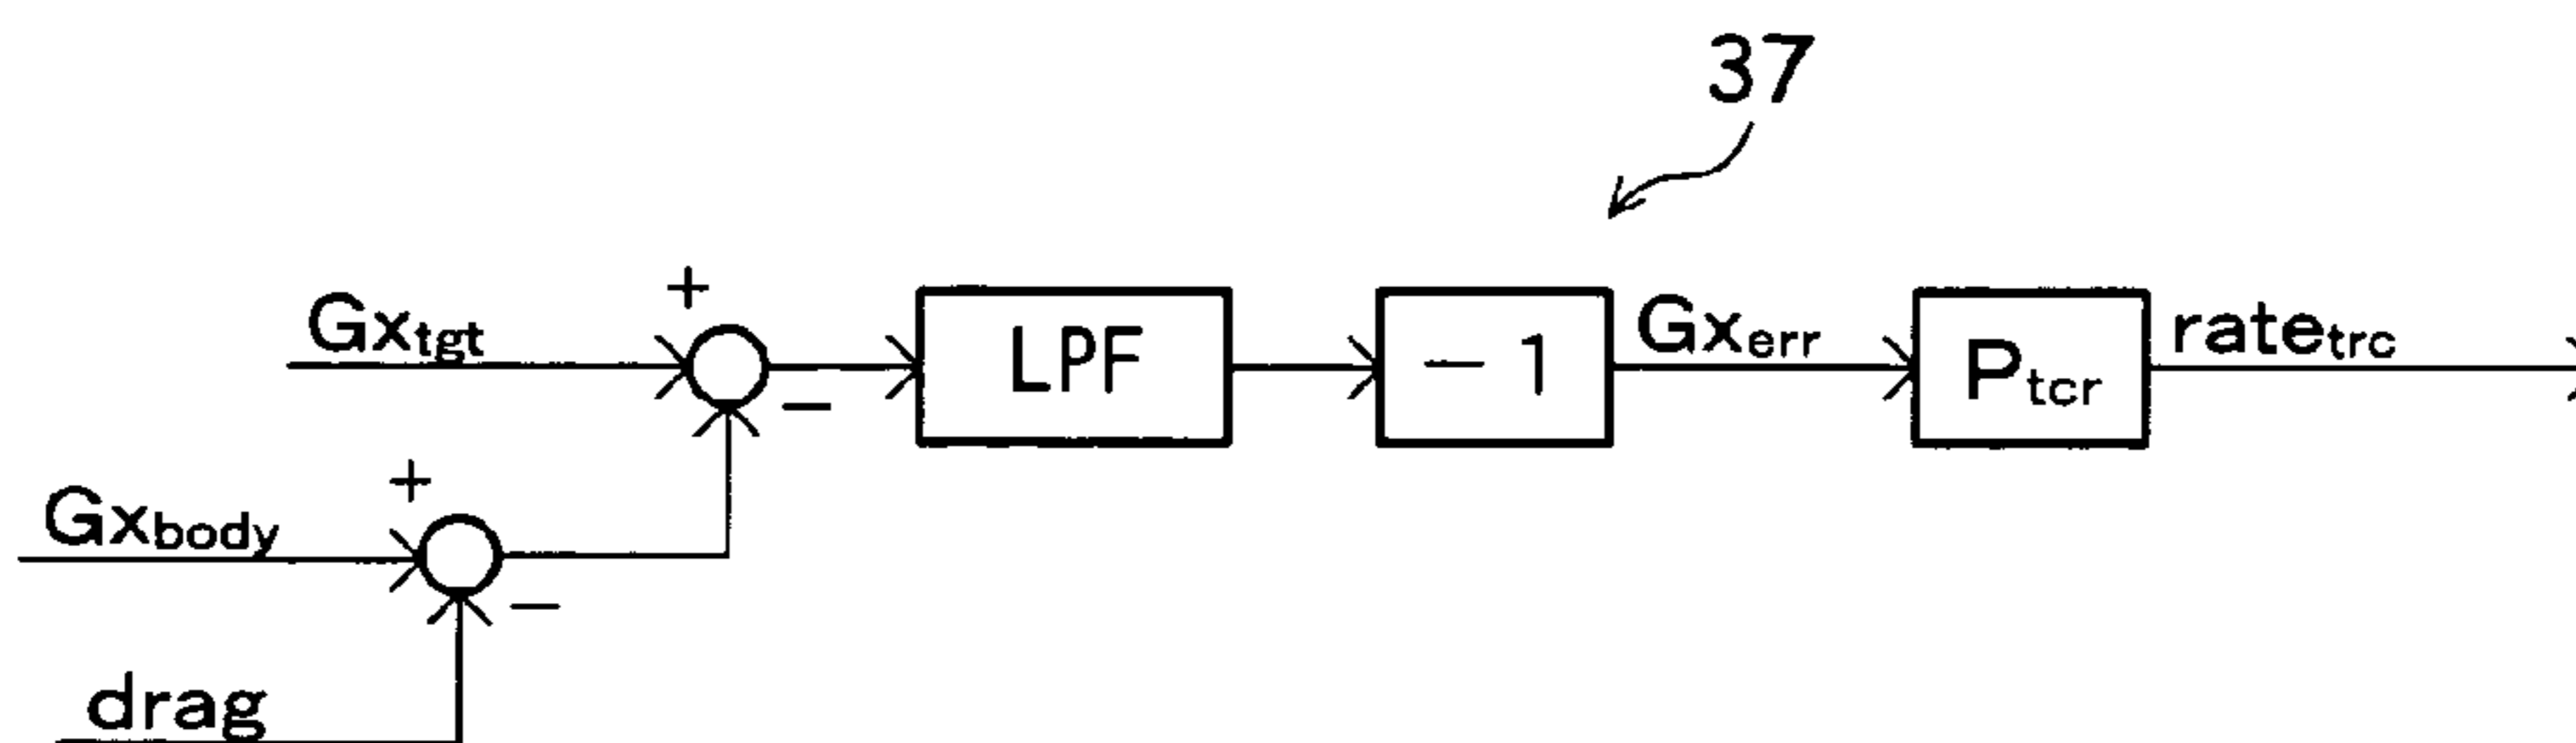 37
+
Gxtgt
LPF
− 1
Gxerr
Ptcr
ratetrc
−
+
Gxbody
−
drag